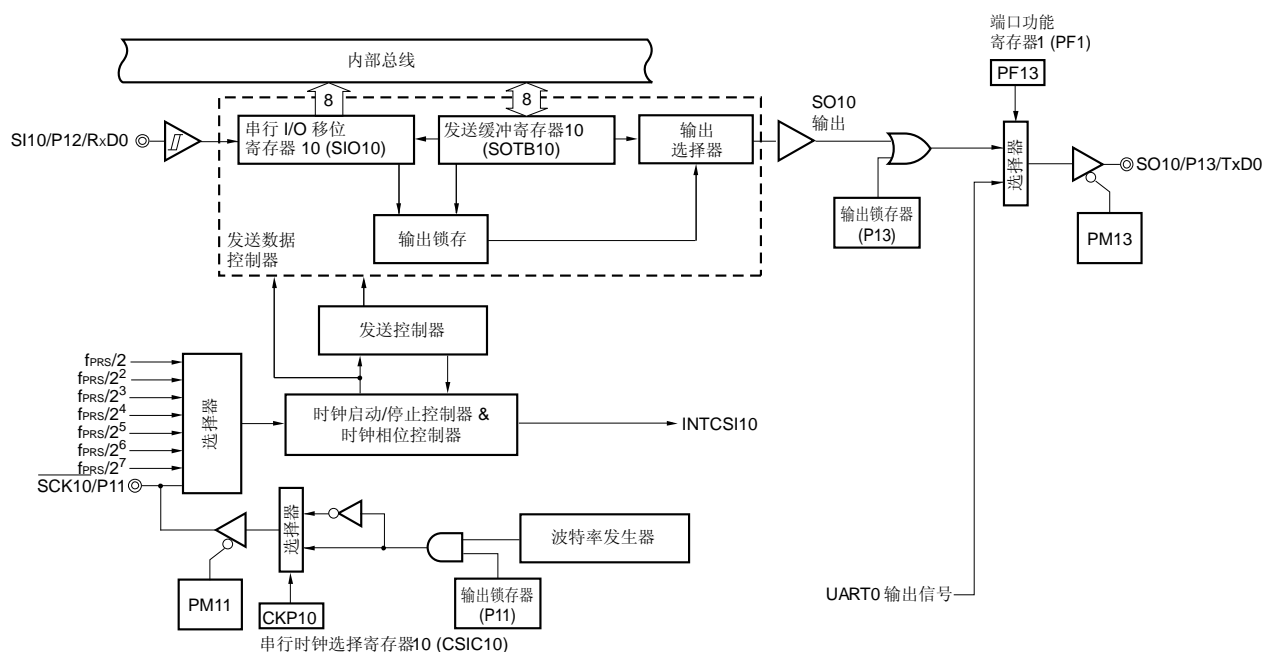 端口功能
寄存器1 (PF1)
PF13
内部总线
8
8
SO10
输出
SI10/P12/RxD0
串行 I/O 移位
寄存器 10 (SIO10)
发送缓冲寄存器10
(SOTB10)
输出
选择器
选择器
SO10/P13/TxD0
输出锁存器
(P13)
PM13
输出锁存
发送数据
控制器
发送控制器
fPRS/2
fPRS/2²
fPRS/2³
fPRS/2⁴
fPRS/2⁵
fPRS/2⁶
fPRS/2⁷
SCK10/P11
选择器
时钟启动/停止控制器 &
时钟相位控制器
INTCSI10
选择器
波特率发生器
PM11
CKP10
输出锁存器
(P11)
UART0 输出信号
串行时钟选择寄存器10 (CSIC10)